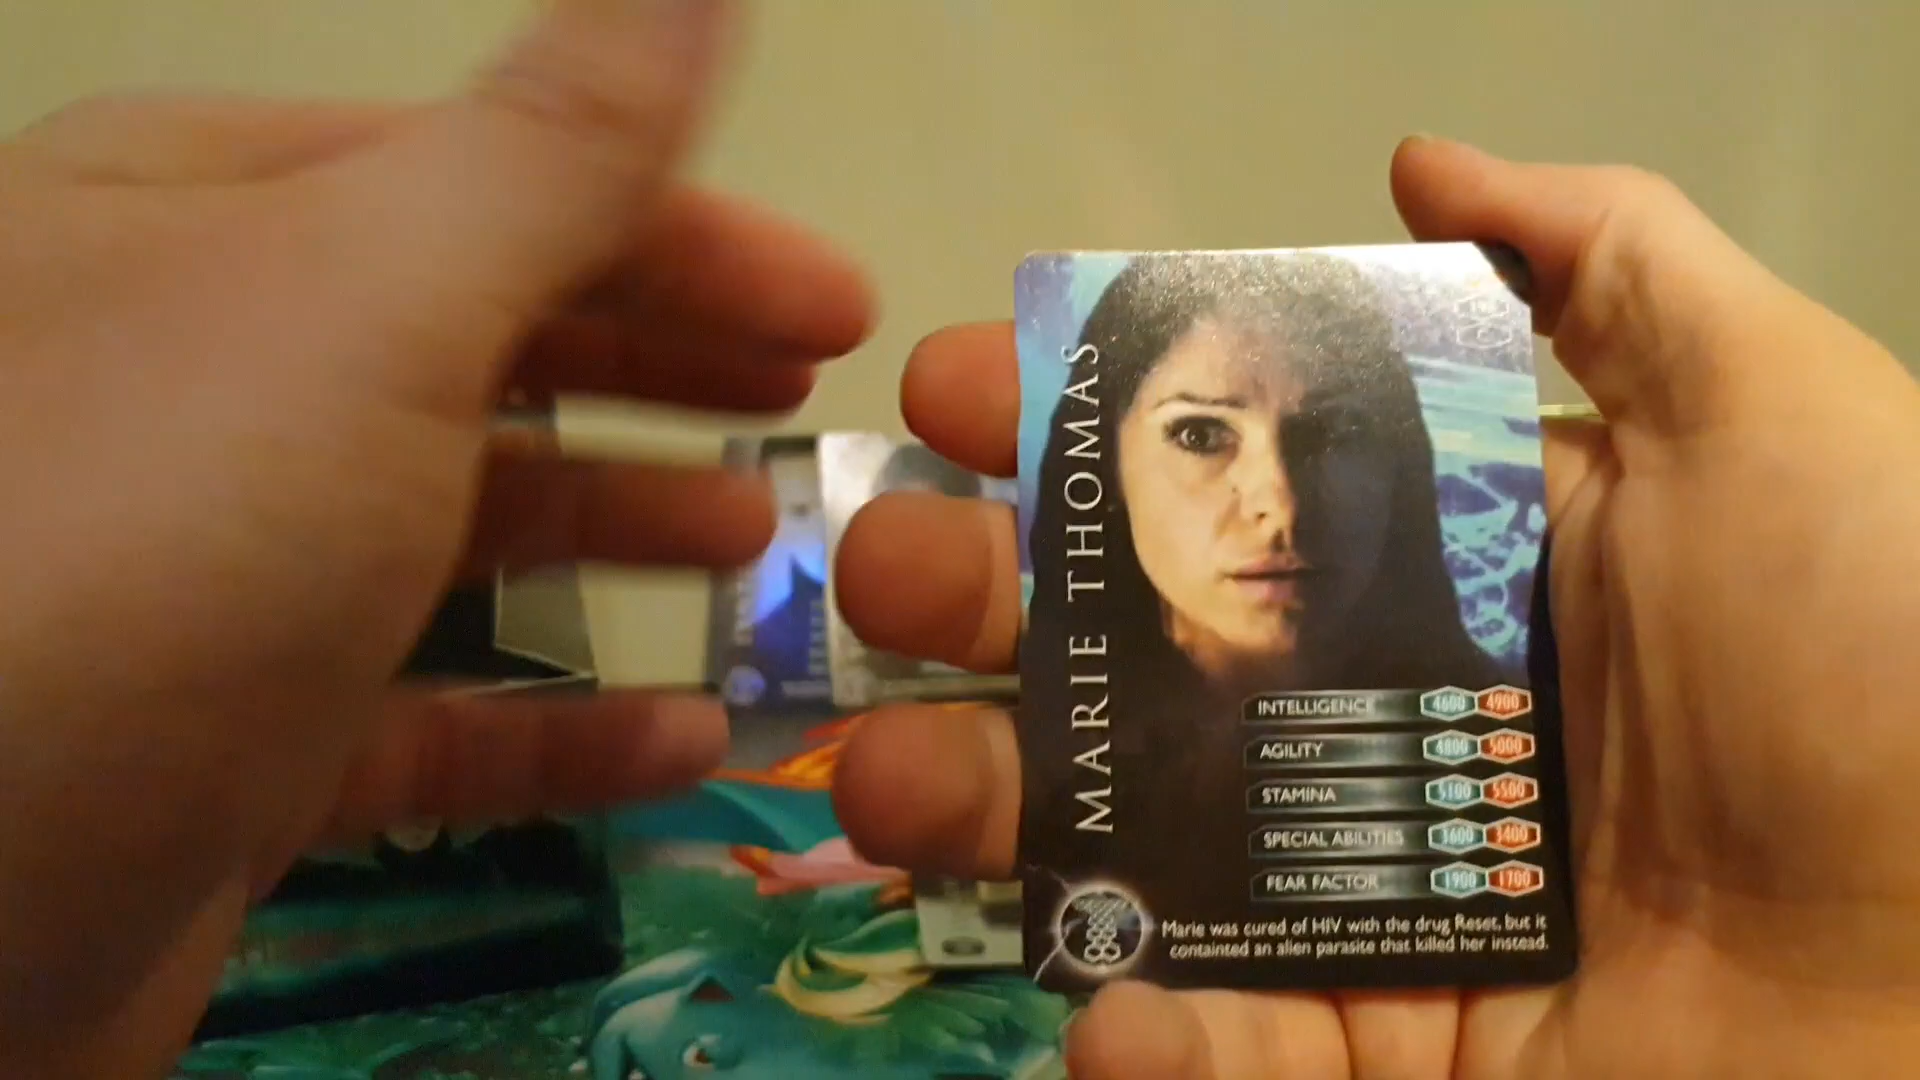 MARIE THOMAS
INTELLIGENCE 4600 4900
AGILITY 4800 5000
STAMINA 5100 5500
SPECIAL ABILITIES 3600 3400
FEAR FACTOR 1900 1700
Marie was cured of HIV with the drug Reset, but it
containted an alien parasite that killed her instead.